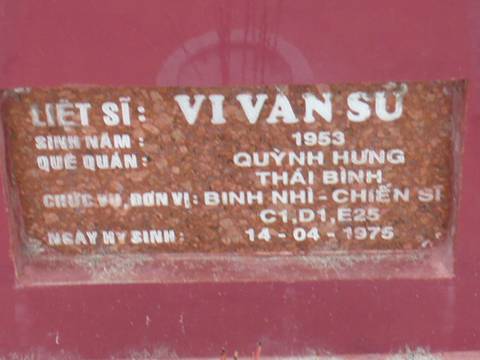 LIỆT SĨ: VI VĂN SỬ
SINH NĂM: 1953
QUÊ QUÁN: QUỲNH HƯNG
THÁI BÌNH
CHỨC VỤ, ĐƠN VỊ: BINH NHÌ - CHIẾN SĨ
C1,D1,E25
NGÀY HY SINH: 14 - 04 - 1975